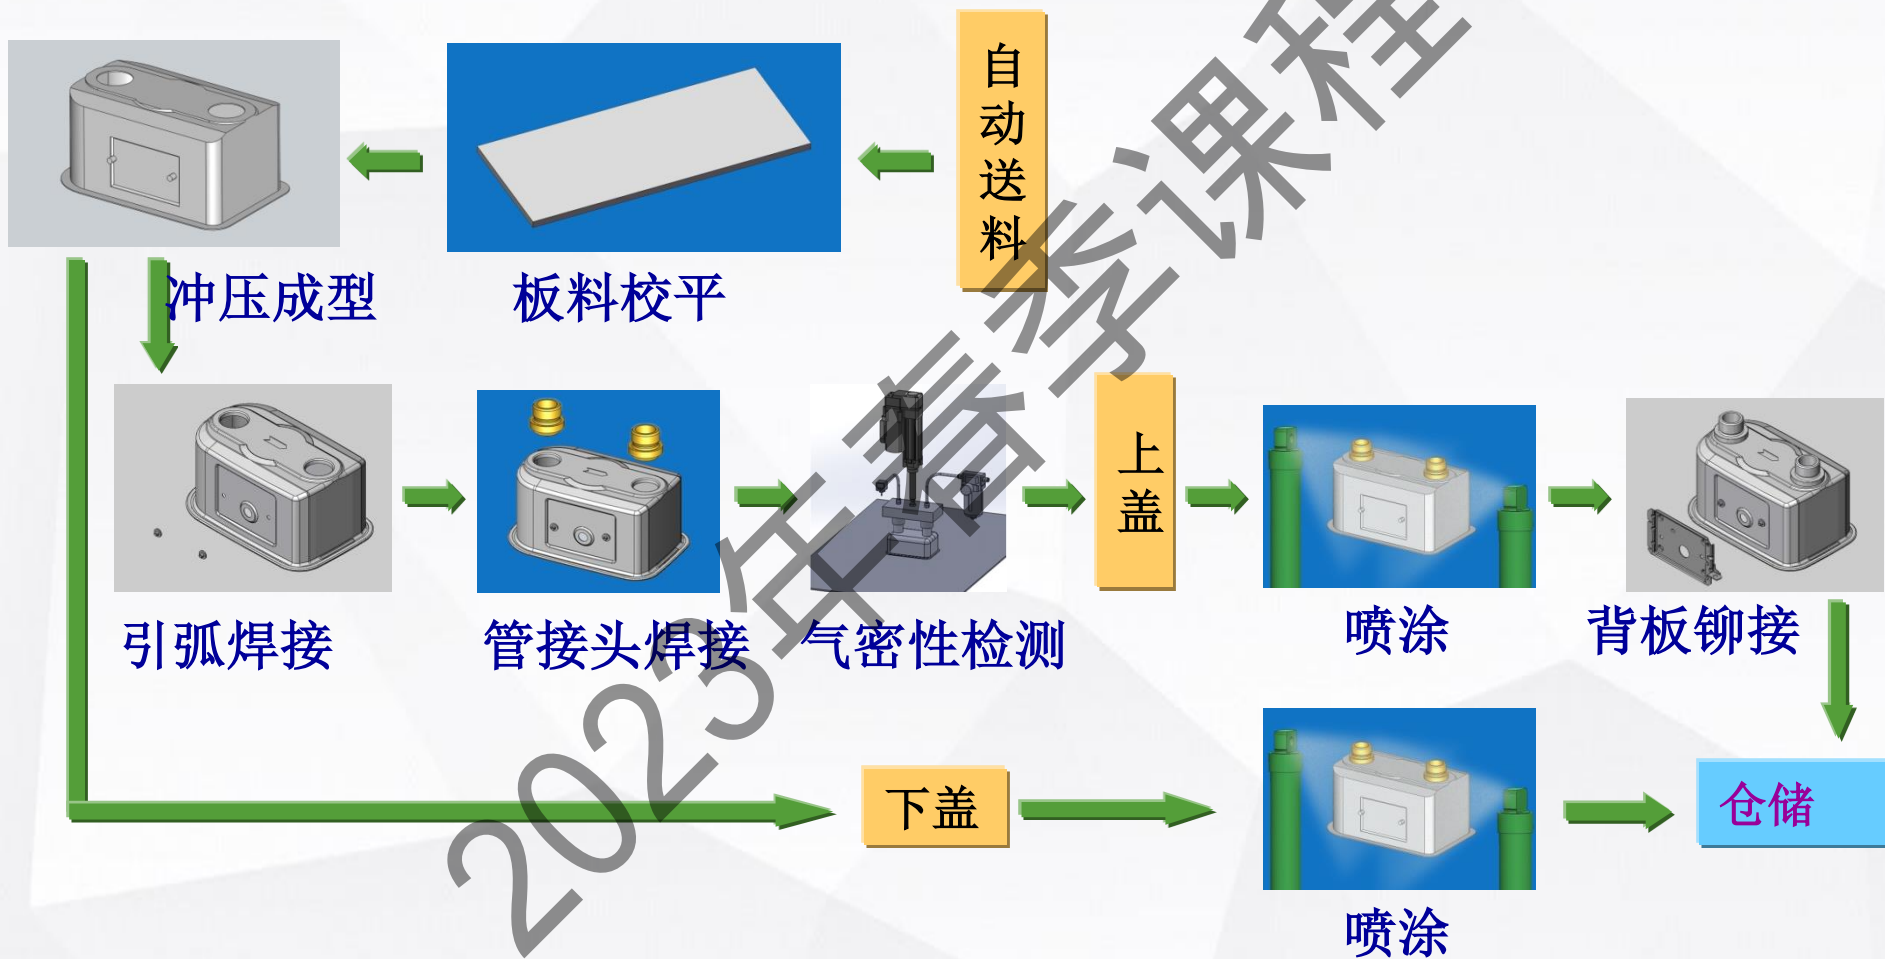 自动送料
冲压成型
板料校平
上盖
引弧焊接
管接头焊接
气密性检测
喷涂
背板铆接
下盖
仓储
喷涂
2023年春季课程